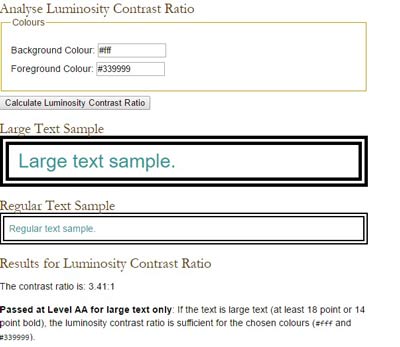 Analyse Luminosity Contrast Ratio
Colours
Background Colour: #fff
Foreground Colour: #339999
Calculate Luminosity Contrast Ratio
Large Text Sample
Large text sample.
Regular Text Sample
Regular text sample.
Results for Luminosity Contrast Ratio
The contrast ratio is: 3.41:1
Passed at Level AA for large text only: If the text is large text (at least 18 point or 14
point bold), the luminosity contrast ratio is sufficient for the chosen colours (#fff and
#339999).